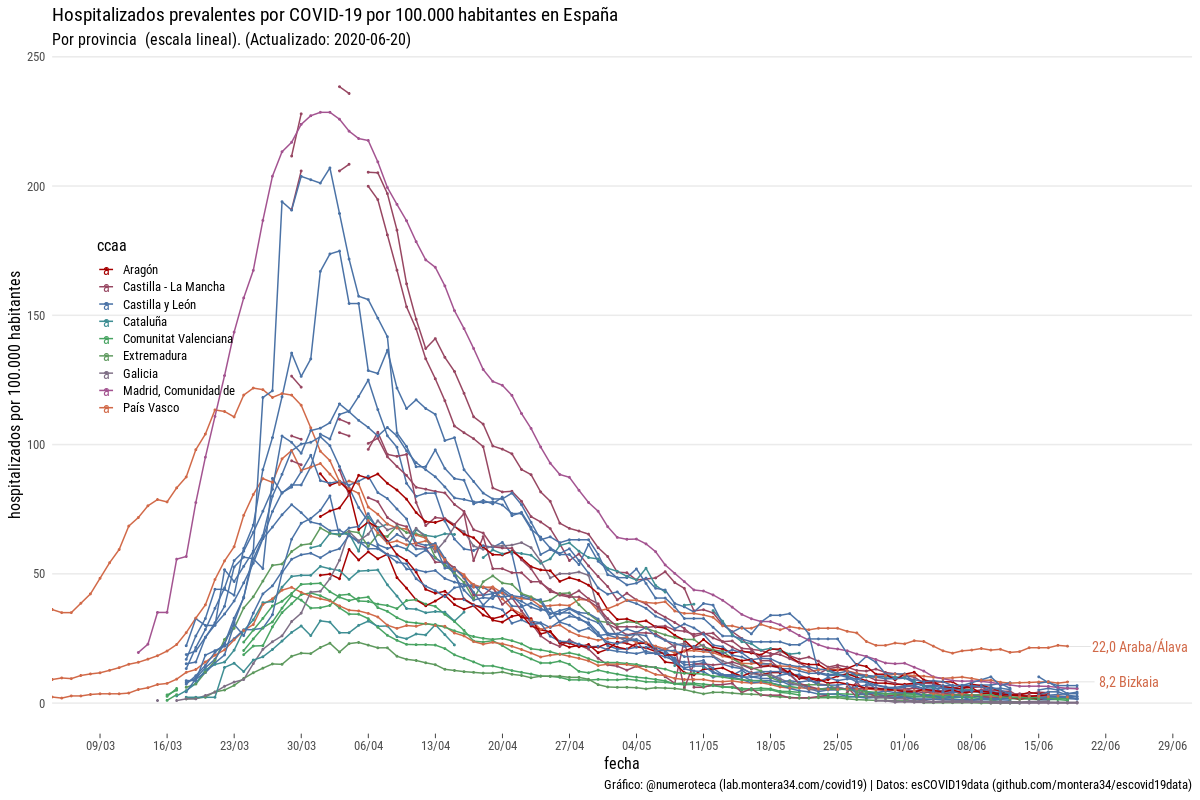 Hospitalizados prevalentes por COVID-19 por 100.000 habitantes en España
Por provincia (escala lineal). (Actualizado: 2020-06-20)
250
200
150
100
50
0
hospitalizados por 100.000 habitantes
ccaa
Aragón
Castilla - La Mancha
Castilla y León
Cataluña
Comunitat Valenciana
Extremadura
Galicia
Madrid, Comunidad de
País Vasco
22,0 Araba/Álava
8,2 Bizkaia
09/03 16/03 23/03 30/03 06/04 13/04 20/04 27/04 04/05 11/05 18/05 25/05 01/06 08/06 15/06 22/06 29/06
fecha
Gráfico: @numeroteca (lab.montera34.com/covid19) | Datos: esCOVID19data (github.com/montera34/escovid19data)